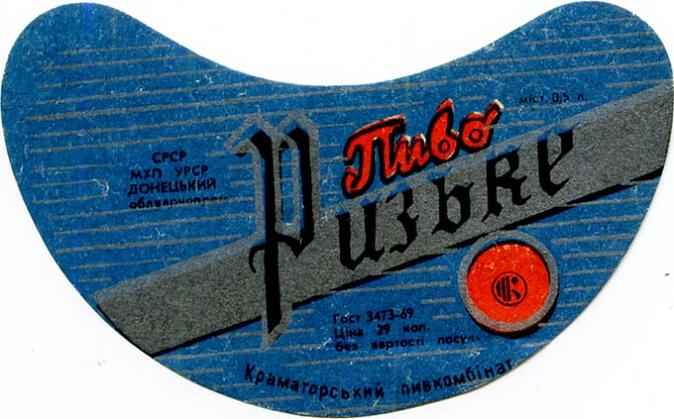 міст. 0,5 л.
Пиво
Ризьке
СРСР
МХП УРСР
ДОНЕЦЬКИЙ
Гост 3473-69
Ціна 29 коп.
без вартості
Краматорський пивкомбінат